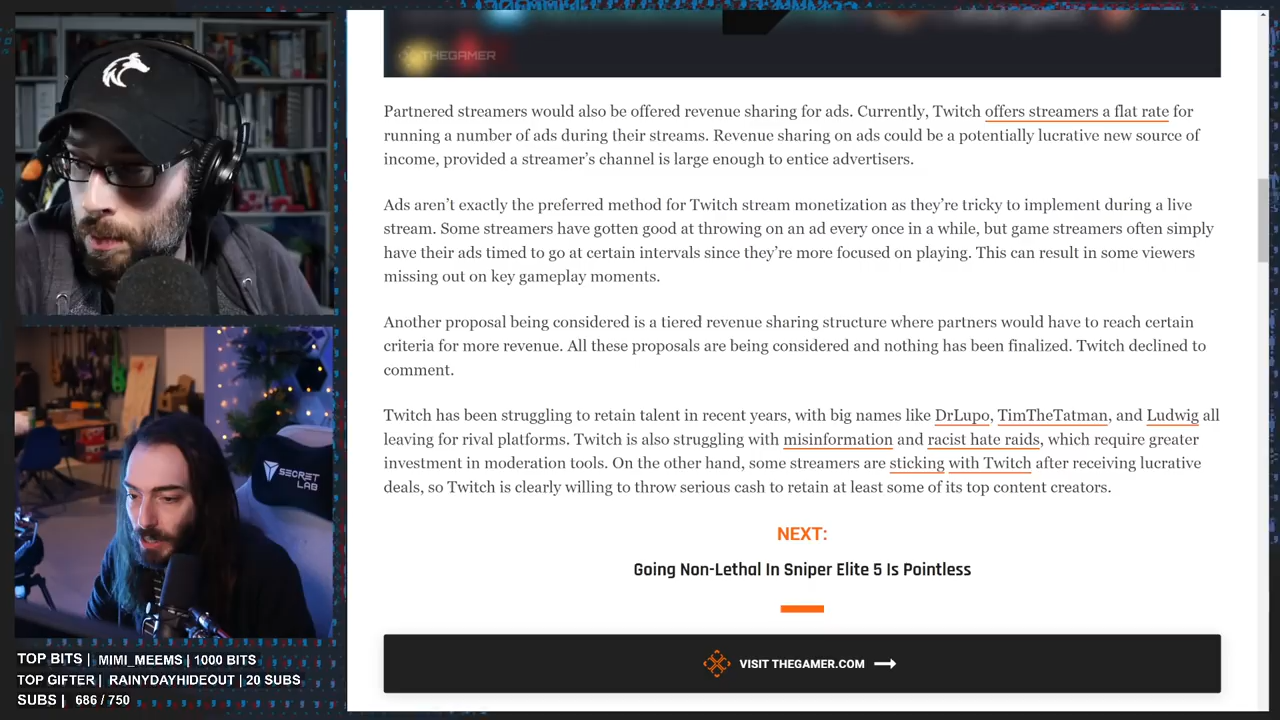 THEGAMER
Partnered streamers would also be offered revenue sharing for ads. Currently, Twitch offers streamers a flat rate for
running a number of ads during their streams. Revenue sharing on ads could be a potentially lucrative new source of
income, provided a streamer’s channel is large enough to entice advertisers.
Ads aren’t exactly the preferred method for Twitch stream monetization as they’re tricky to implement during a live
stream. Some streamers have gotten good at throwing on an ad every once in a while, but game streamers often simply
have their ads timed to go at certain intervals since they’re more focused on playing. This can result in some viewers
missing out on key gameplay moments.
Another proposal being considered is a tiered revenue sharing structure where partners would have to reach certain
criteria for more revenue. All these proposals are being considered and nothing has been finalized. Twitch declined to
comment.
Twitch has been struggling to retain talent in recent years, with big names like DrLupo, TimTheTatman, and Ludwig all
leaving for rival platforms. Twitch is also struggling with misinformation and racist hate raids, which require greater
investment in moderation tools. On the other hand, some streamers are sticking with Twitch after receiving lucrative
deals, so Twitch is clearly willing to throw serious cash to retain at least some of its top content creators.
NEXT:
Going Non-Lethal In Sniper Elite 5 Is Pointless
VISIT THEGAMER.COM
SECRET
LAB
TOP BITS | MIMI_MEEMS | 1000 BITS
TOP GIFTER | RAINYDAYHIDEOUT | 20 SUBS
SUBS | 686 / 750